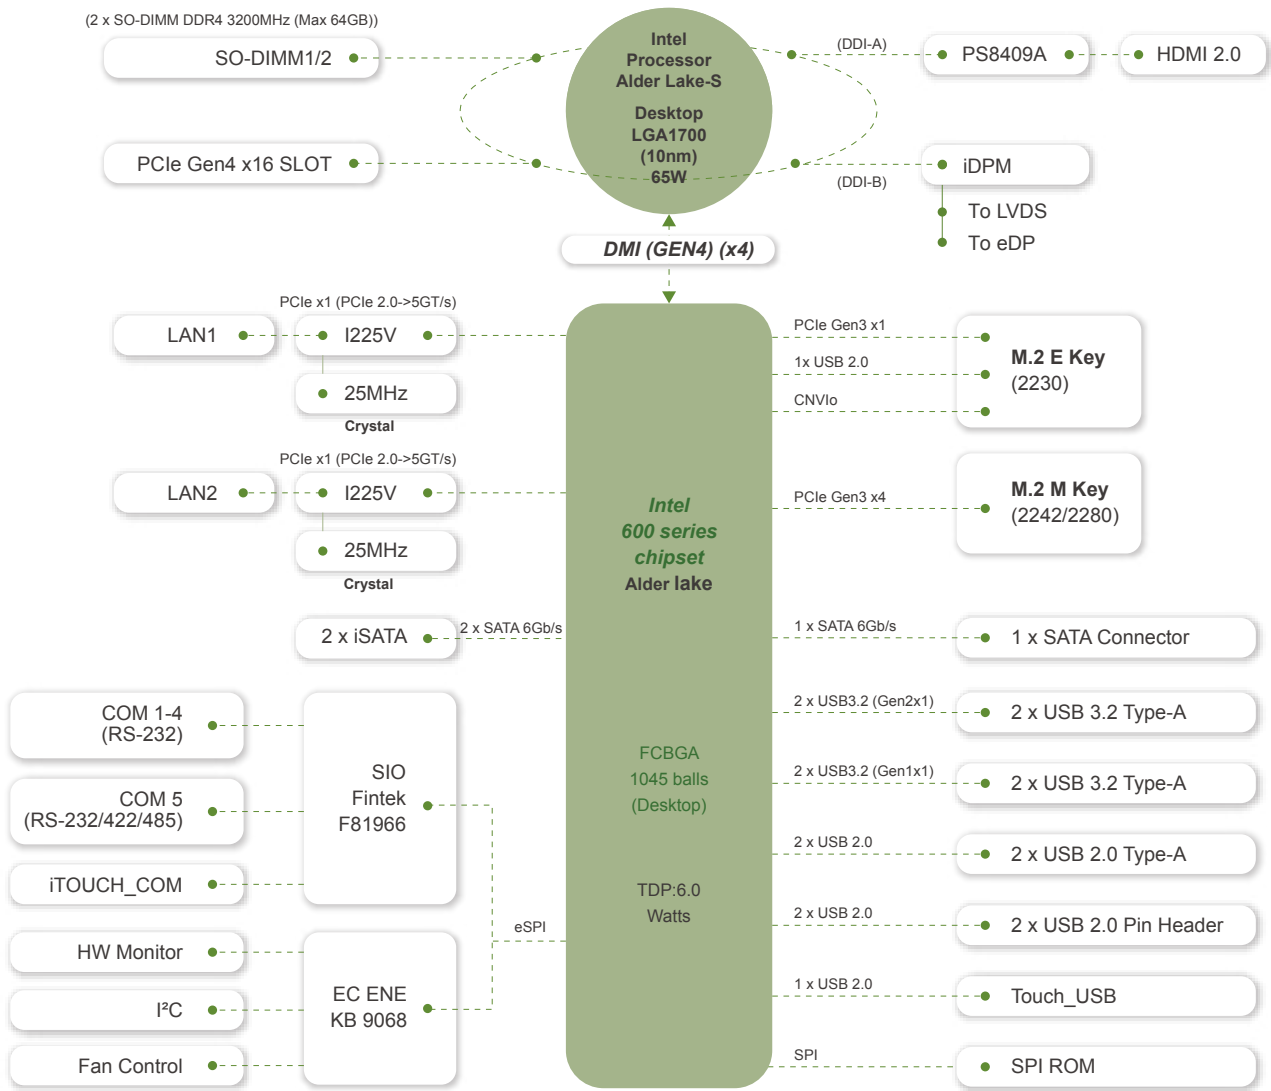 (2 x SO-DIMM DDR4 3200MHz (Max 64GB))
SO-DIMM1/2
PCIe Gen4 x16 SLOT
Intel
Processor
Alder Lake-S
Desktop
LGA1700
(10nm)
65W
(DDI-A)
PS8409A
HDMI 2.0
(DDI-B)
iDPM
To LVDS
To eDP
DMI (GEN4) (x4)
PCIe x1 (PCIe 2.0->5GT/s)
LAN1
I225V
25MHz
Crystal
PCIe x1 (PCIe 2.0->5GT/s)
LAN2
I225V
25MHz
Crystal
2 x iSATA
2 x SATA 6Gb/s
COM 1-4
(RS-232)
COM 5
(RS-232/422/485)
iTOUCH_COM
SIO
Fintek
F81966
HW Monitor
I²C
Fan Control
EC ENE
KB 9068
eSPI
Intel
600 series
chipset
Alder lake
FCBGA
1045 balls
(Desktop)
TDP:6.0
Watts
PCIe Gen3 x1
1x USB 2.0
CNVIo
M.2 E Key
(2230)
PCIe Gen3 x4
M.2 M Key
(2242/2280)
1 x SATA 6Gb/s
1 x SATA Connector
2 x USB3.2 (Gen2x1)
2 x USB 3.2 Type-A
2 x USB3.2 (Gen1x1)
2 x USB 3.2 Type-A
2 x USB 2.0
2 x USB 2.0 Type-A
2 x USB 2.0
2 x USB 2.0 Pin Header
1 x USB 2.0
Touch_USB
SPI
SPI ROM